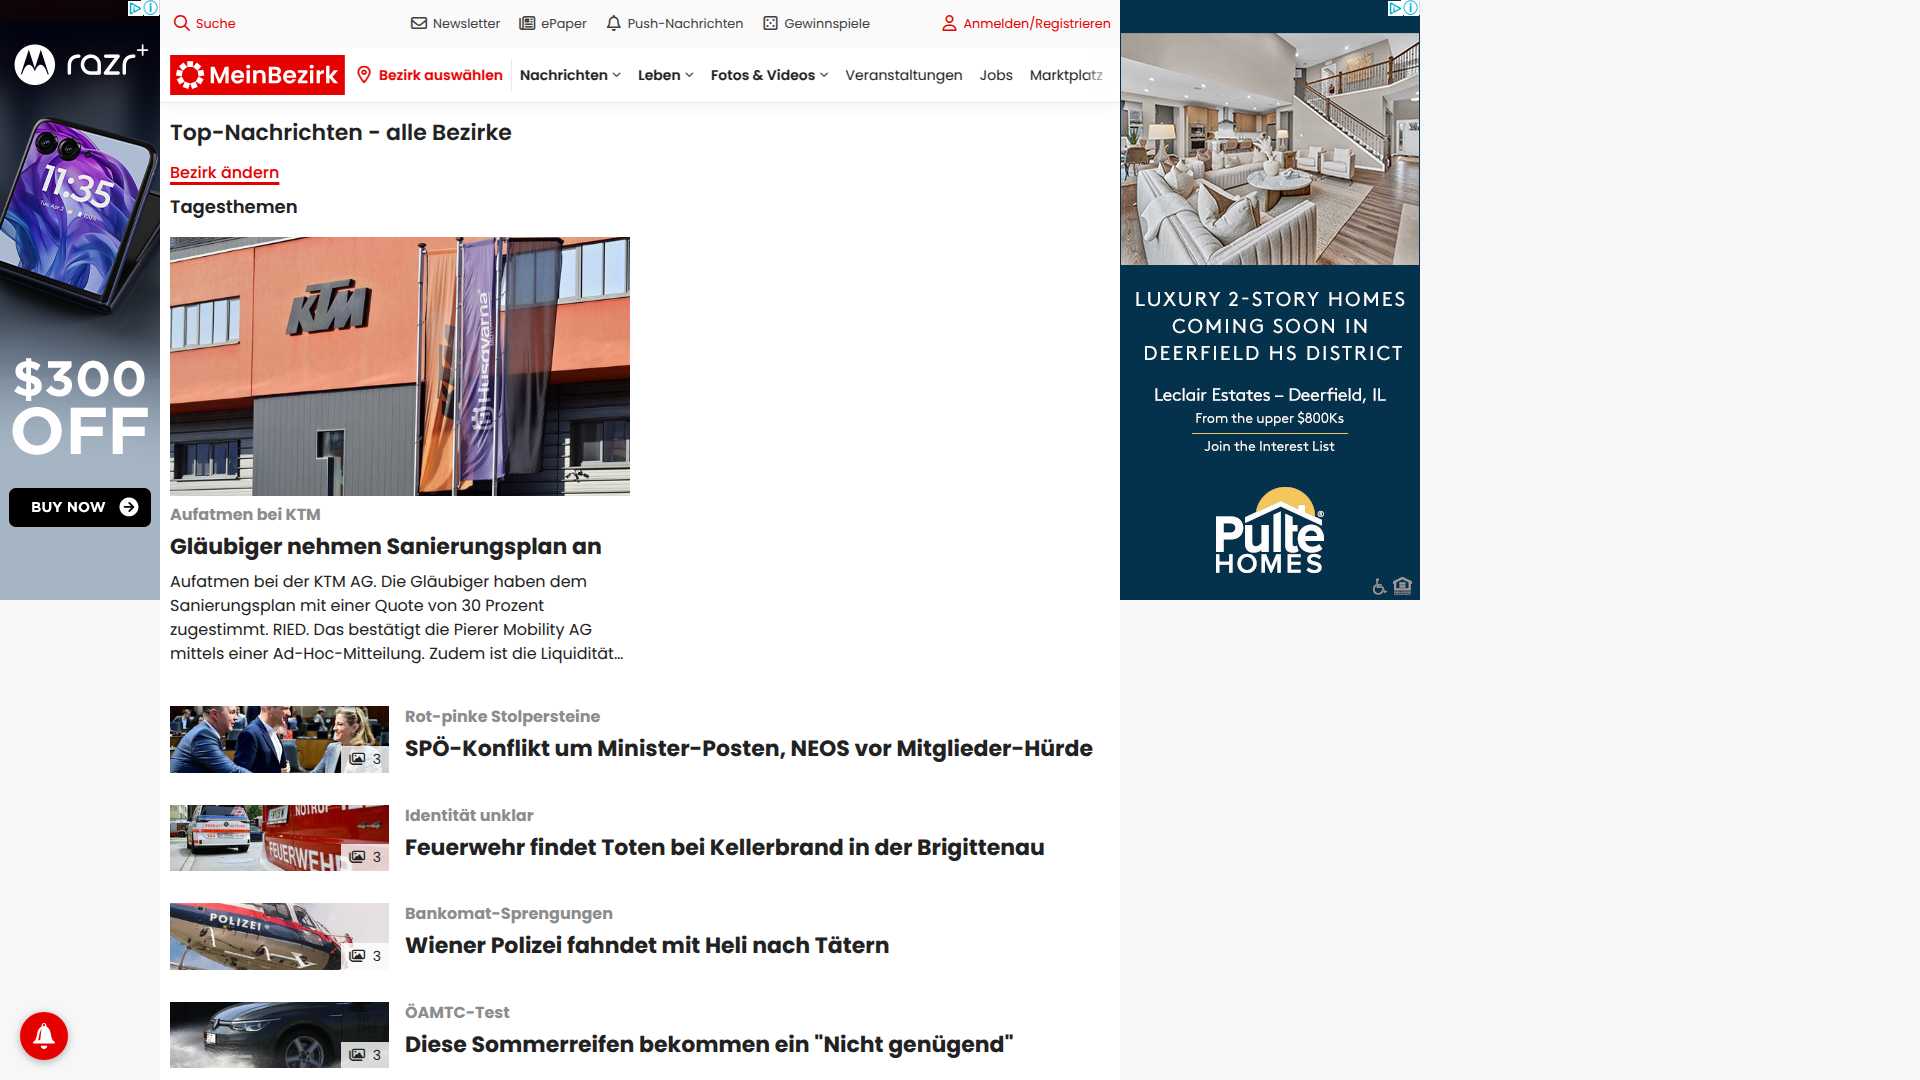 Suche
Newsletter
ePaper
Push-Nachrichten
Gewinnspiele
Anmelden/Registrieren
MeinBezirk
Bezirk auswählen
Nachrichten
Leben
Fotos & Videos
Veranstaltungen
Jobs
Marktplatz
Top-Nachrichten - alle Bezirke
Bezirk ändern
Tagesthemen
KTM
Husqvarna
Aufatmen bei KTM
Gläubiger nehmen Sanierungsplan an
Aufatmen bei der KTM AG. Die Gläubiger haben dem
Sanierungsplan mit einer Quote von 30 Prozent
zugestimmt. RIED. Das bestätigt die Pierer Mobility AG
mittels einer Ad-Hoc-Mitteilung. Zudem ist die Liquidität...
3
Rot-pinke Stolpersteine
SPÖ-Konflikt um Minister-Posten, NEOS vor Mitglieder-Hürde
NOTRUF
FEUERWEHR
3
Identität unklar
Feuerwehr findet Toten bei Kellerbrand in der Brigittenau
POLIZEI
3
Bankomat-Sprengungen
Wiener Polizei fahndet mit Heli nach Tätern
3
ÖAMTC-Test
Diese Sommerreifen bekommen ein "Nicht genügend"
razr+
11:35
$300
OFF
BUY NOW
LUXURY 2-STORY HOMES
COMING SOON IN
DEERFIELD HS DISTRICT
Leclair Estates – Deerfield, IL
From the upper $800Ks
Join the Interest List
Pulte®
HOMES